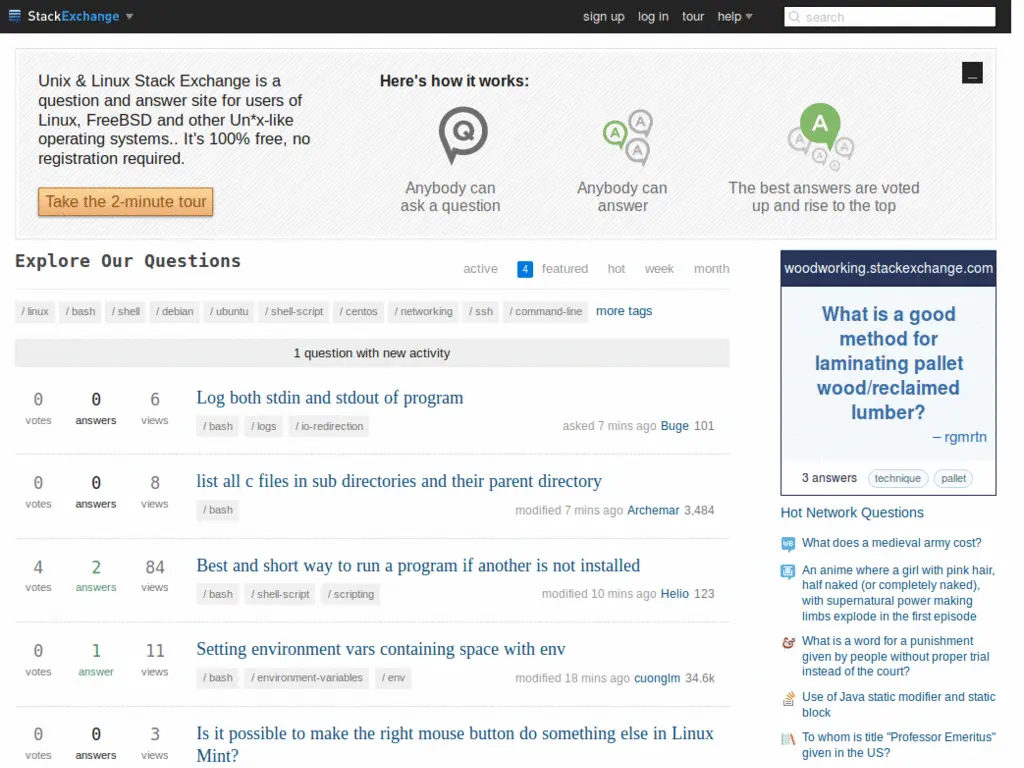 StackExchange ▾ sign up log in tour help ▾ search
Unix & Linux Stack Exchange is a
question and answer site for users of
Linux, FreeBSD and other Un*x-like
operating systems.. It's 100% free, no
registration required.
Take the 2-minute tour
Here's how it works:
_
Q
Anybody can
ask a question
A
A
A
Anybody can
answer
A
A
A
A
The best answers are voted
up and rise to the top
Explore Our Questions
active 4 featured hot week month
/ linux / bash / shell / debian / ubuntu / shell-script / centos / networking / ssh / command-line more tags
1 question with new activity
0 votes 0 answers 6 views
Log both stdin and stdout of program
/ bash / logs / io-redirection
asked 7 mins ago Buge 101
0 votes 0 answers 8 views
list all c files in sub directories and their parent directory
/ bash
modified 7 mins ago Archemar 3,484
4 votes 2 answers 84 views
Best and short way to run a program if another is not installed
/ bash / shell-script / scripting
modified 10 mins ago Helio 123
0 votes 1 answer 11 views
Setting environment vars containing space with env
/ bash / environment-variables / env
modified 18 mins ago cuonglm 34.6k
0 votes 0 answers 3 views
Is it possible to make the right mouse button do something else in Linux
Mint?
woodworking.stackexchange.com
What is a good
method for
laminating pallet
wood/reclaimed
lumber?
– rgmrtn
3 answers technique pallet
Hot Network Questions
What does a medieval army cost?
An anime where a girl with pink hair,
half naked (or completely naked),
with supernatural power making
limbs explode in the first episode
What is a word for a punishment
given by people without proper trial
instead of the court?
Use of Java static modifier and static
block
To whom is title "Professor Emeritus"
given in the US?